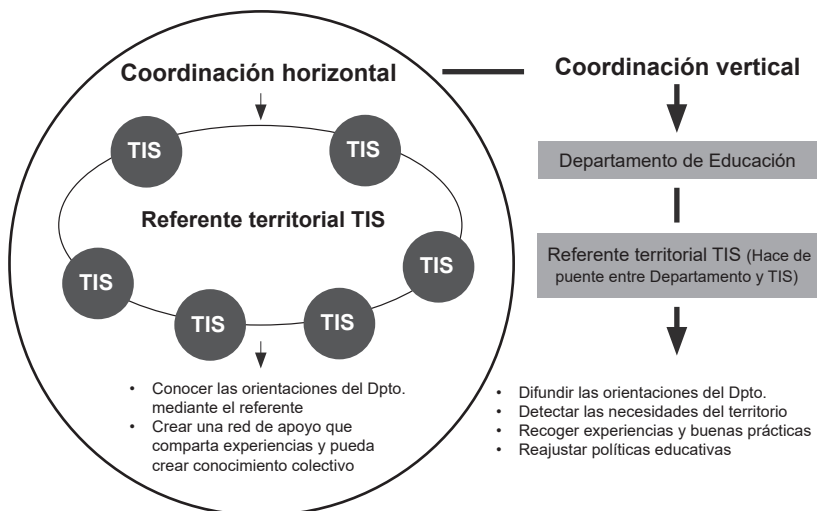 Coordinación horizontal
TIS
TIS
Referente territorial TIS
TIS
TIS
TIS
TIS
• Conocer las orientaciones del Dpto.
mediante el referente
• Crear una red de apoyo que
comparta experiencias y pueda
crear conocimiento colectivo
Coordinación vertical
Departamento de Educación
Referente territorial TIS (Hace de
puente entre Departamento y TIS)
• Difundir las orientaciones del Dpto.
• Detectar las necesidades del territorio
• Recoger experiencias y buenas prácticas
• Reajustar políticas educativas